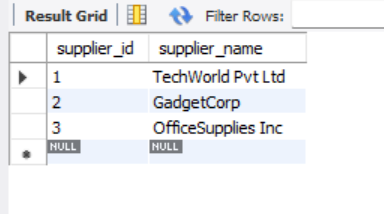 Result Grid Filter Rows:
supplier_id supplier_name
1 TechWorld Pvt Ltd
2 GadgetCorp
3 OfficeSupplies Inc
NULL NULL